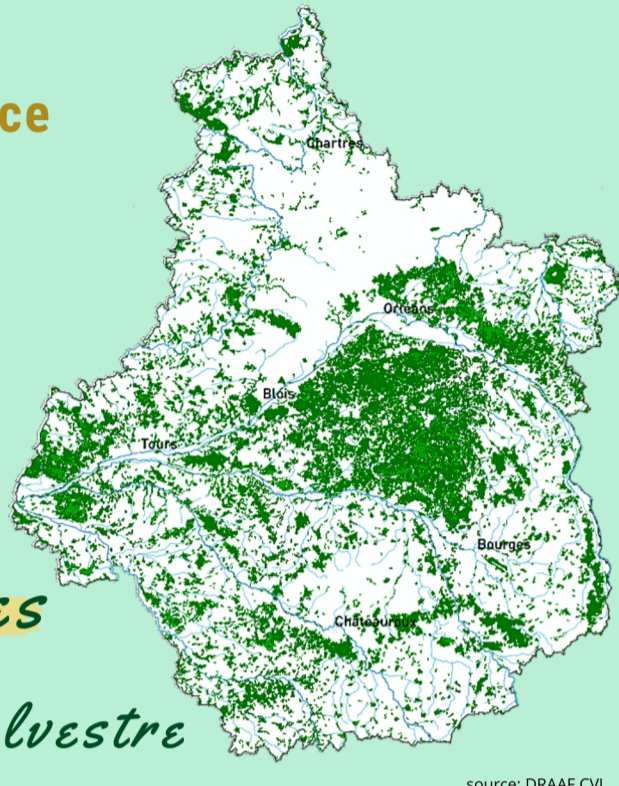 ce
Chartres
Orléans
Blois
Tours
Bourges
es
Châteauroux
lvestre
source: DRAAF CVL